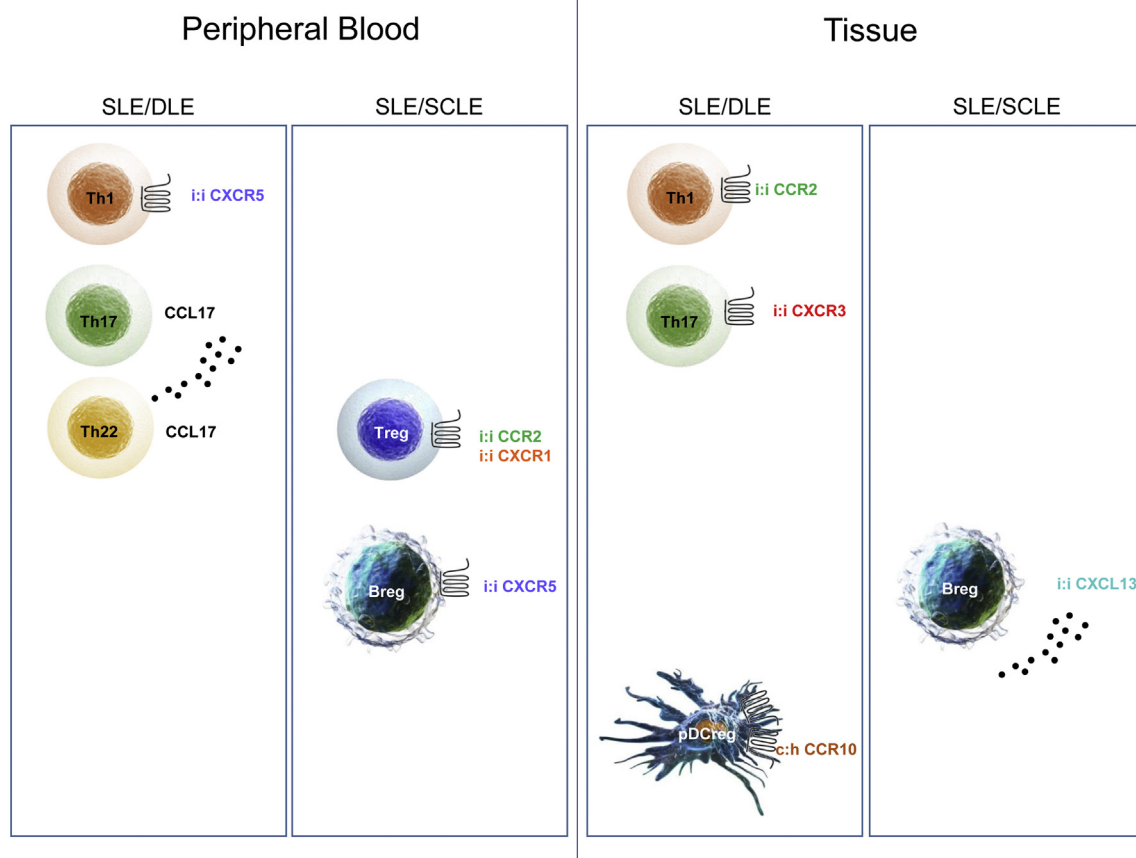 Peripheral Blood
Tissue
SLE/DLE
SLE/SCLE
SLE/DLE
SLE/SCLE
Th1
i:i CXCR5
Th17
CCL17
Th22
CCL17
Treg
i:i CCR2
i:i CXCR1
Breg
i:i CXCR5
Th1
i:i CCR2
Th17
i:i CXCR3
pDCreg
c:h CCR10
Breg
i:i CXCL13